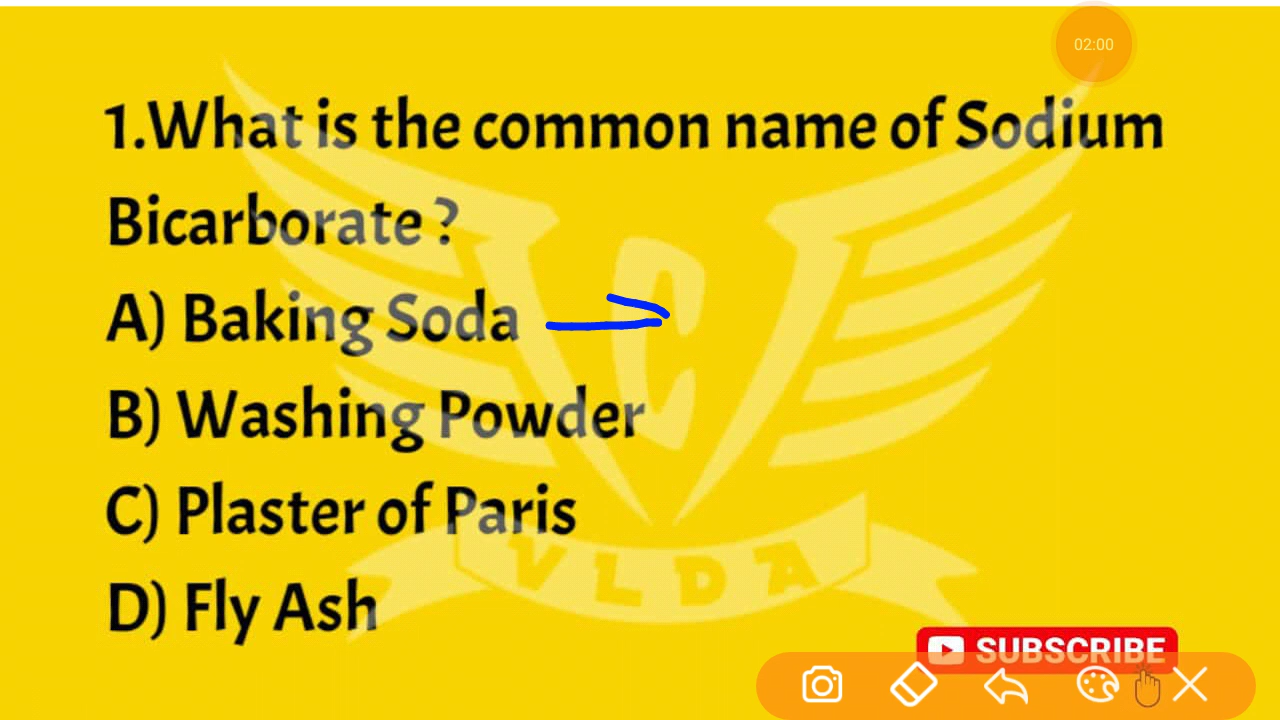 02:00
1.What is the common name of Sodium
Bicarborate ?
A) Baking Soda
B) Washing Powder
C) Plaster of Paris
D) Fly Ash
C
VLDA
SUBSCRIBE